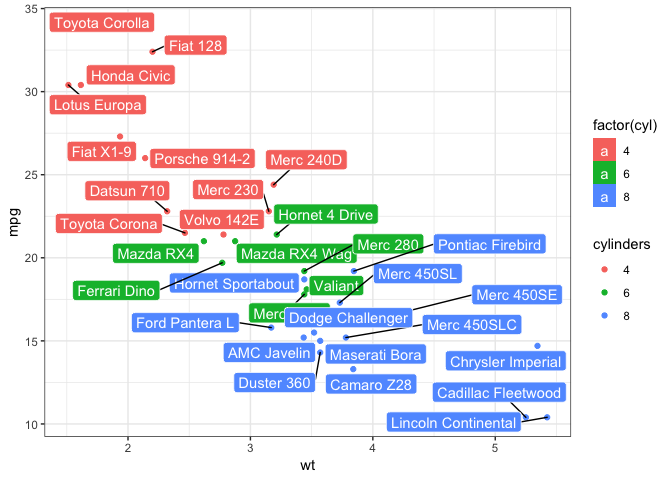 35
30
25
20
15
10
mpg
2
3
4
5
wt
Toyota Corolla
Fiat 128
Honda Civic
Lotus Europa
Fiat X1-9
Porsche 914-2
Merc 240D
Datsun 710
Merc 230
Hornet 4 Drive
Toyota Corona
Volvo 142E
Mazda RX4
Mazda RX4 Wag
Merc 280
Pontiac Firebird
Ferrari Dino
Hornet Sportabout
Valiant
Merc 450SL
Merc
Merc 450SE
Ford Pantera L
Dodge Challenger
Merc 450SLC
AMC Javelin
Maserati Bora
Chrysler Imperial
Duster 360
Camaro Z28
Cadillac Fleetwood
Lincoln Continental
factor(cyl)
a 4
a 6
a 8
cylinders
4
6
8